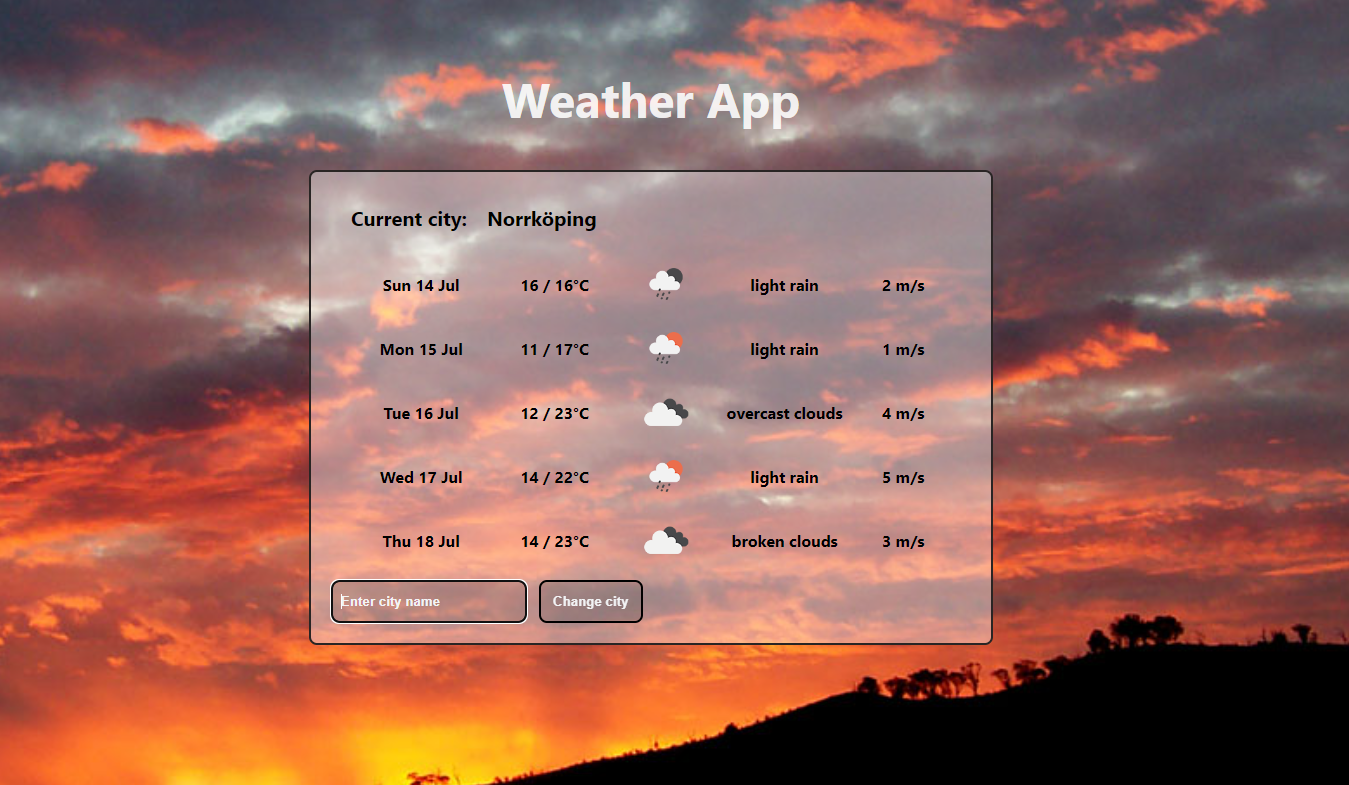 Weather App
Current city: Norrköping
Sun 14 Jul 16 / 16°C light rain 2 m/s
Mon 15 Jul 11 / 17°C light rain 1 m/s
Tue 16 Jul 12 / 23°C overcast clouds 4 m/s
Wed 17 Jul 14 / 22°C light rain 5 m/s
Thu 18 Jul 14 / 23°C broken clouds 3 m/s
Enter city name Change city